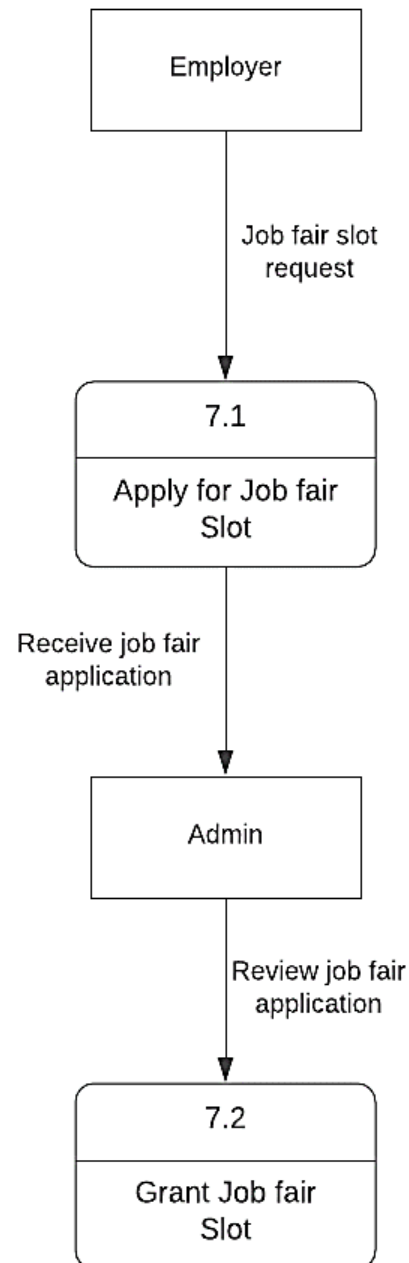 Employer
Job fair slot
request
7.1
Apply for Job fair
Slot
Receive job fair
application
Admin
Review job fair
application
7.2
Grant Job fair
Slot